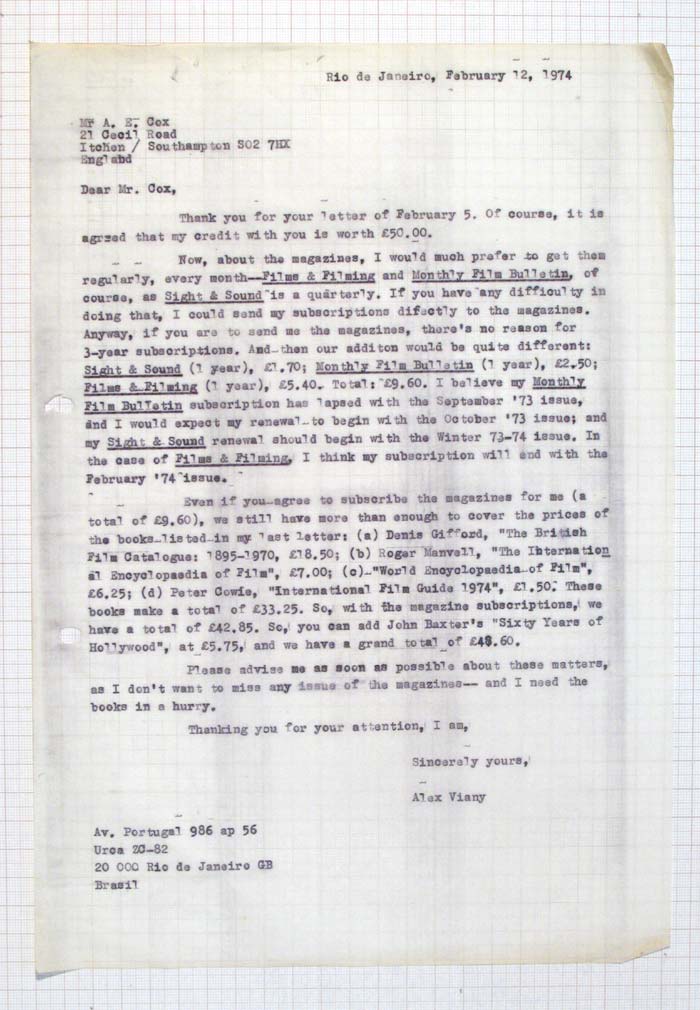 Rio de Janeiro, February 12, 1974
Mr A. E. Cox
21 Cecil Road
Itchen / Southampton SO2 7HX
Englabd
Dear Mr. Cox,
Thank you for your letter of February 5. Of course, it is
agreed that my credit with you is worth £50.00.
Now, about the magazines, I would much prefer to get them
regularly, every month--Films & Filming and Monthly Film Bulletin, of
course, as Sight & Sound is a quarterly. If you have any difficulty in
doing that, I could send my subscriptions difectly to the magazines.
Anyway, if you are to send me the magazines, there's no reason for
3-year subscriptions. And then our additon would be quite different:
Sight & Sound (1 year), £1.70; Monthly Film Bulletin (1 year), £2.50;
Films & Filming (1 year), £5.40. Total: £9.60. I believe my Monthly
Film Bulletin subscription has lapsed with the September '73 issue,
and I would expect my renewal to begin with the October '73 issue; and
my Sight & Sound renewal should begin with the Winter 73-74 issue. In
the case of Films & Filming, I think my subscription will end with the
February '74 issue.
Even if you agree to subscribe the magazines for me (a
total of £9.60), we still have more than enough to cover the prices of
the books listed in my last letter: (a) Denis Gifford, "The British
Film Catalogue: 1895-1970, £18.50; (b) Roger Manvell, "The Ibternation
al Encyclopaedia of Film", £7.00; (c) "World Encyclopaedia of Film",
£6.25; (d) Peter Cowie, "International Film Guide 1974", £1.50. These
books make a total of £33.25. So, with the magazine subscriptions, we
have a total of £42.85. So, you can add John Baxter's "Sixty Years of
Hollywood", at £5.75, and we have a grand total of £48.60.
Please advise me as soon as possible about these matters,
as I don't want to miss any issue of the magazines-- and I need the
books in a hurry.
Thanking you for your attention, I am,
Sincerely yours,
Alex Viany
Av. Portugal 986 ap 56
Urca ZC-82
20 000 Rio de Janeiro GB
Brasil